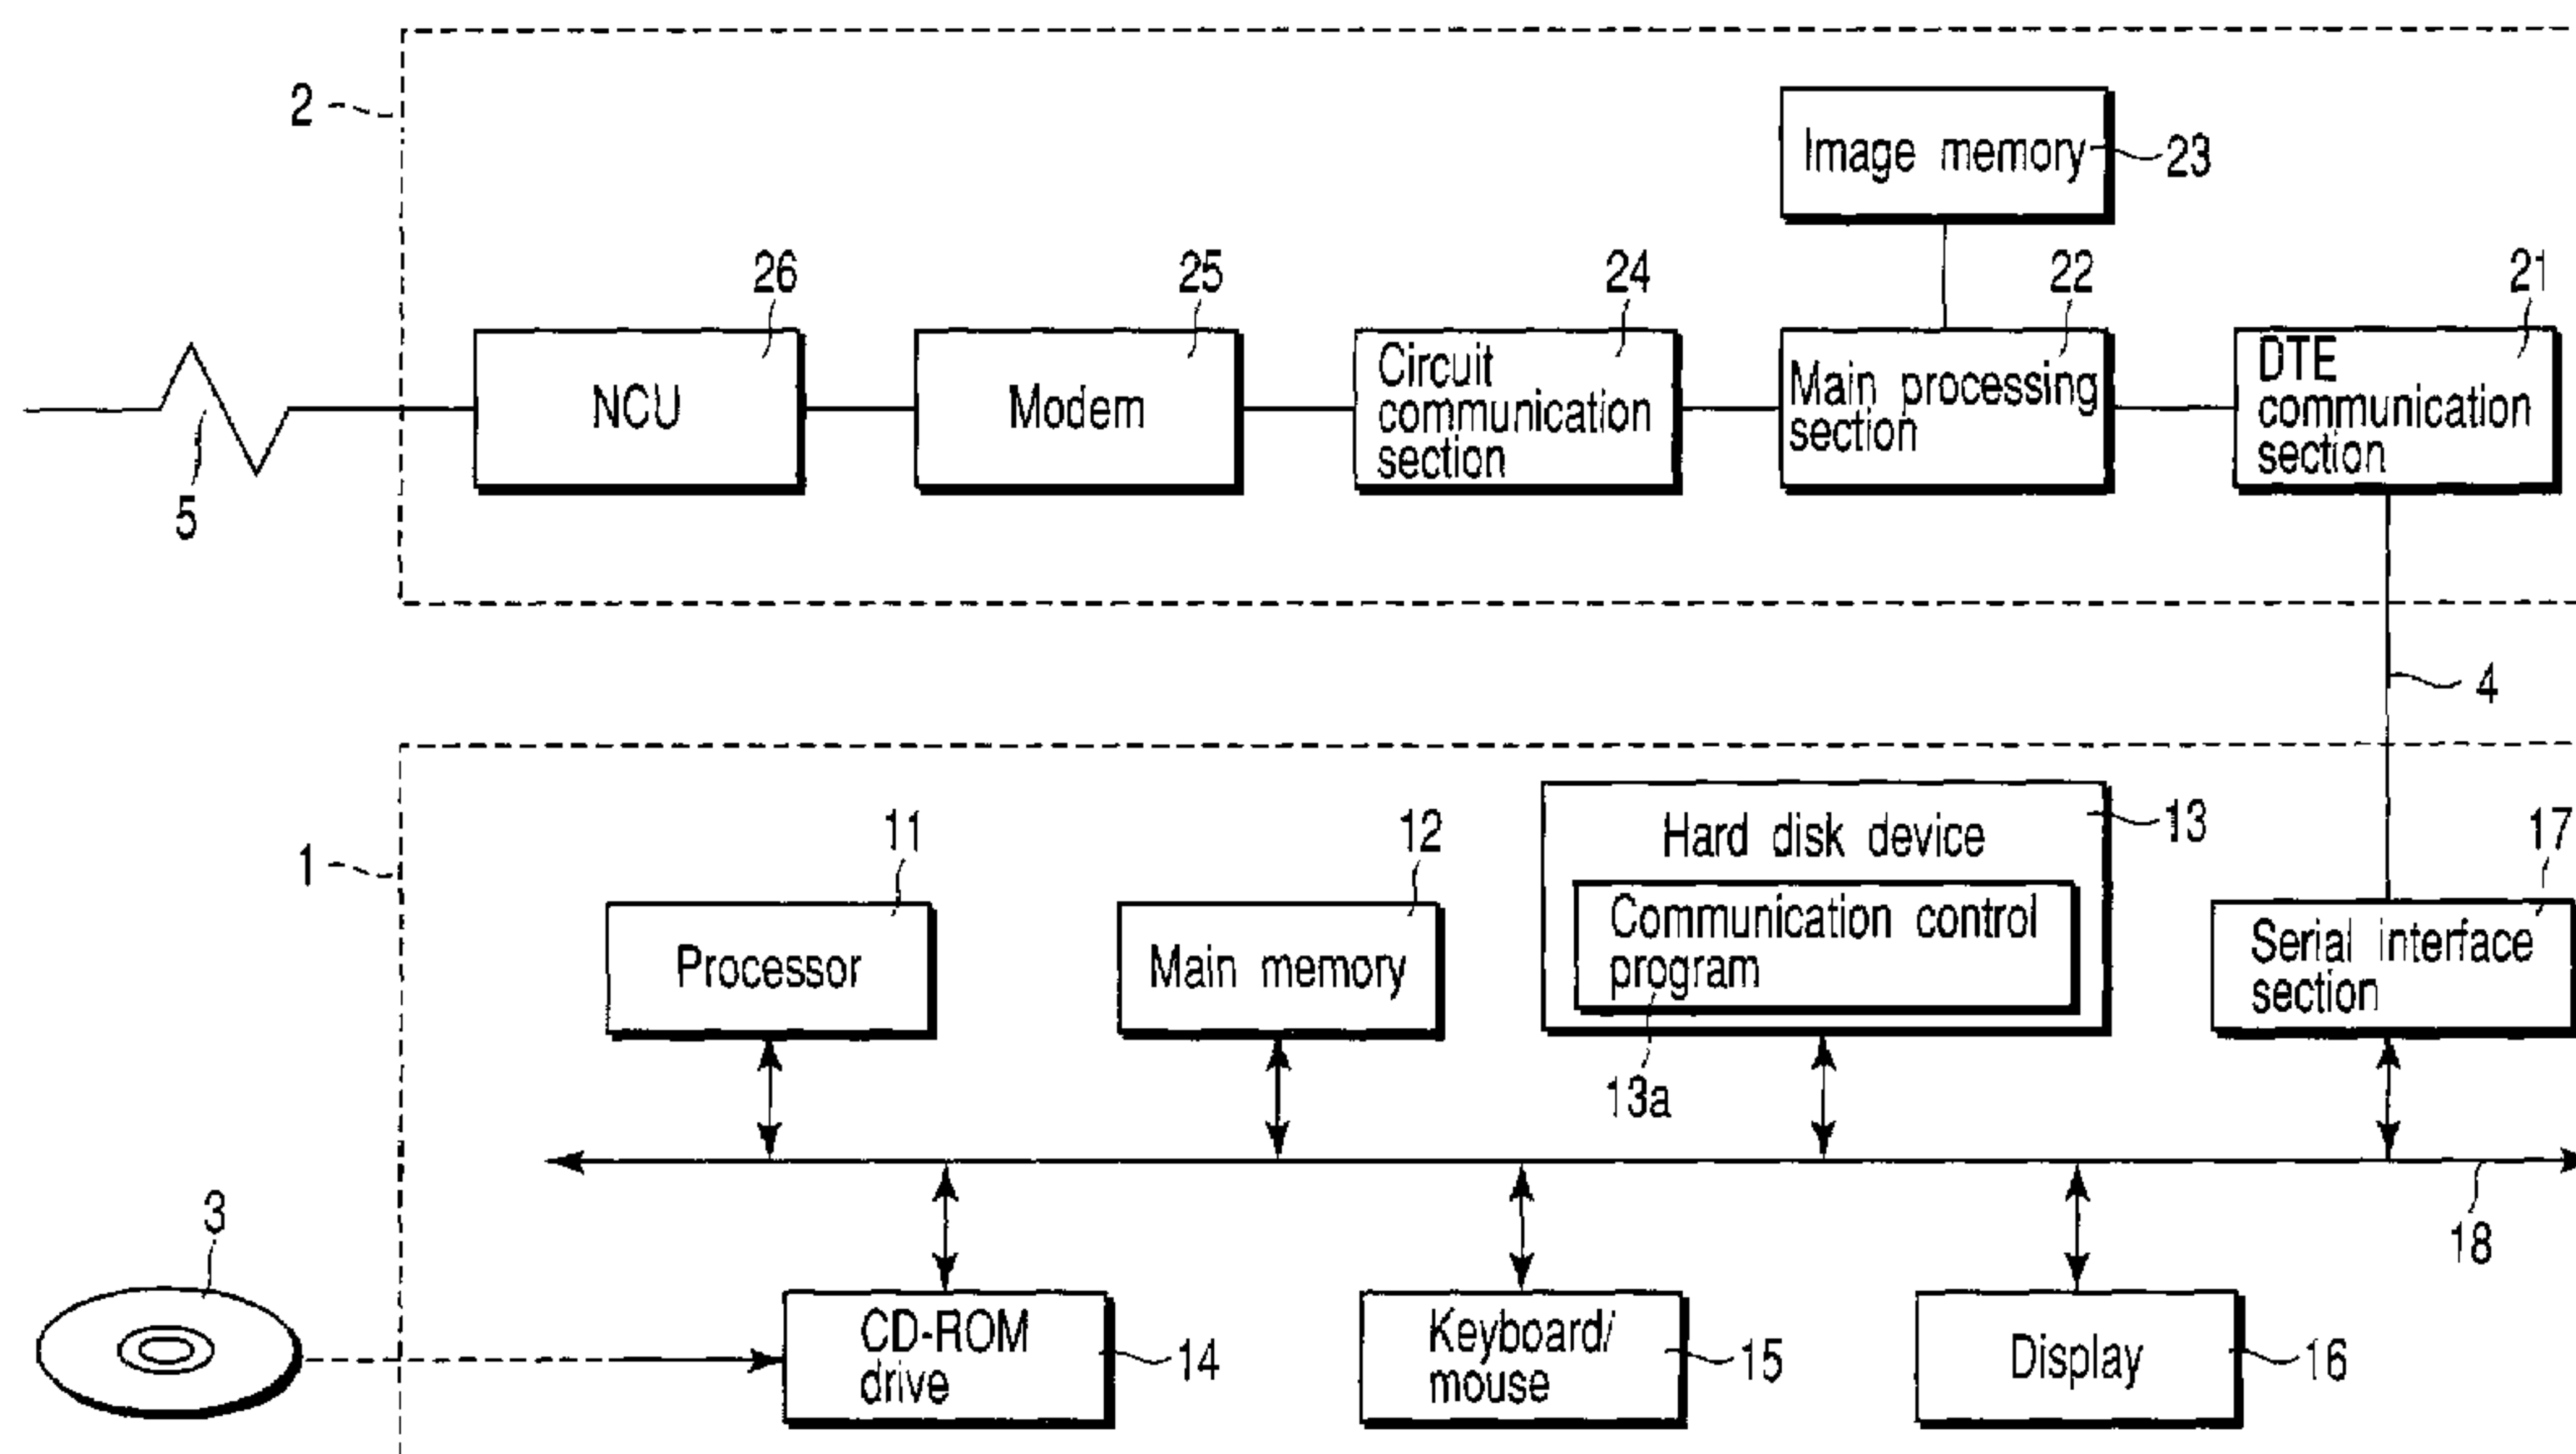 2
Image memory
23
26
25
24
22
21
NCU
Modem
Circuit
communication
section
Main processing
section
DTE
communication
section
5
4
1
11
12
Hard disk device
13
17
Processor
Main memory
Communication control
program
Serial interface
section
13a
18
3
CD-ROM
drive
14
Keyboard/
mouse
15
Display
16